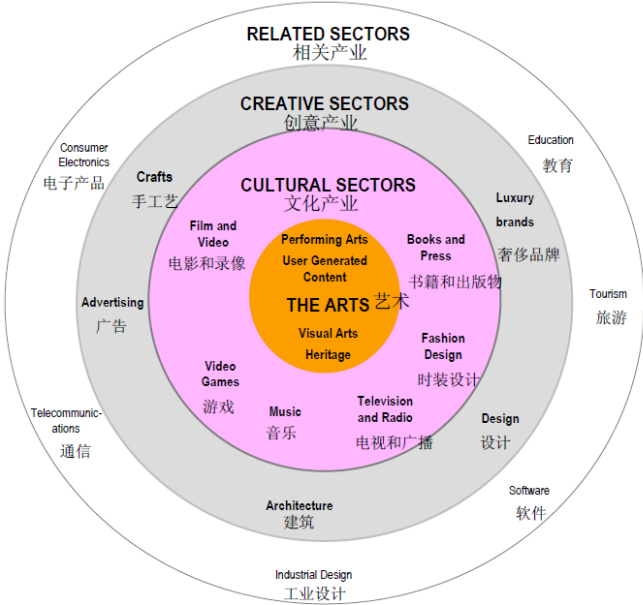 RELATED SECTORS
相关产业
CREATIVE SECTORS
创意产业
Consumer
Electronics
电子产品
Education
教育
Crafts
手工艺
CULTURAL SECTORS
文化产业
Luxury
brands
奢侈品牌
Film and
Video
电影和录像
Performing Arts
User Generated
Content
Books and
Press
书籍和出版物
THE ARTS 艺术
Visual Arts
Heritage
Advertising
广告
Tourism
旅游
Fashion
Design
时装设计
Video
Games
游戏
Music
音乐
Television
and Radio
电视和广播
Design
设计
Telecommunic-
ations
通信
Architecture
建筑
Software
软件
Industrial Design
工业设计